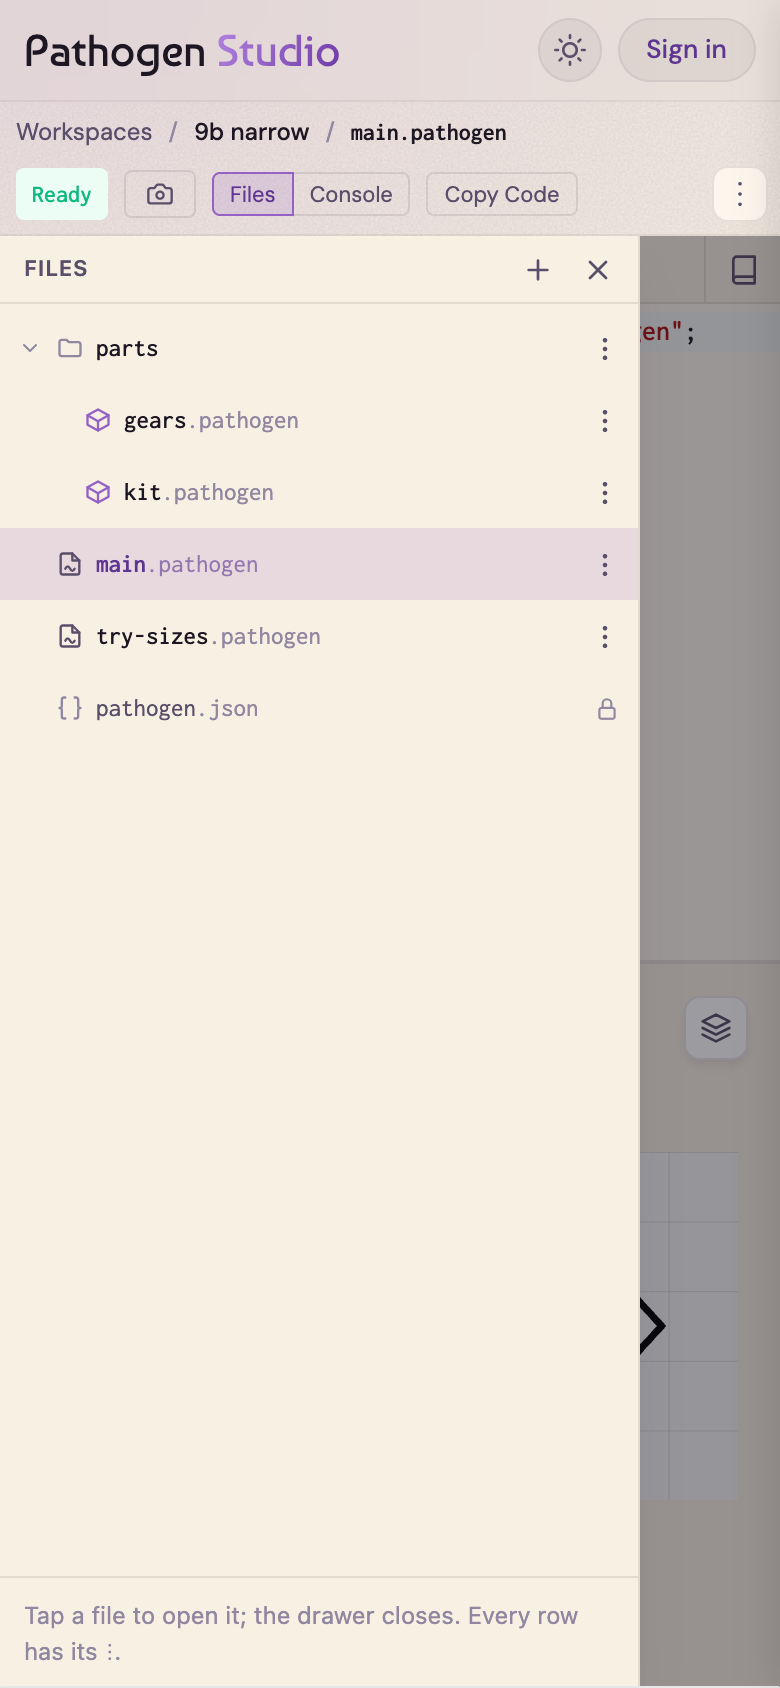 Pathogen Studio
Sign in
Workspaces / 9b narrow / main.pathogen
Ready
Files
Console
Copy Code
FILES
en";
parts
gears.pathogen
kit.pathogen
main.pathogen
try-sizes.pathogen
{} pathogen.json
Tap a file to open it; the drawer closes. Every row
has its ⋮.